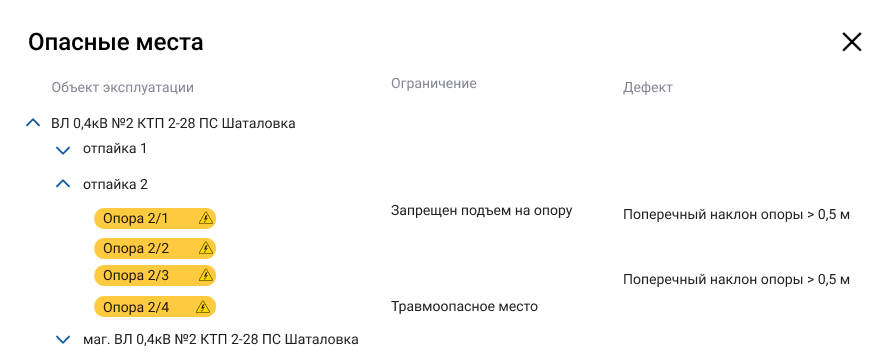 Опасные места
Объект эксплуатации Ограничение Дефект
ВЛ 0,4кВ №2 КТП 2-28 ПС Шаталовка
отпайка 1
отпайка 2
Опора 2/1 Запрещен подъем на опору Поперечный наклон опоры > 0,5 м
Опора 2/2
Опора 2/3 Поперечный наклон опоры > 0,5 м
Опора 2/4 Травмоопасное место
маг. ВЛ 0,4кВ №2 КТП 2-28 ПС Шаталовка